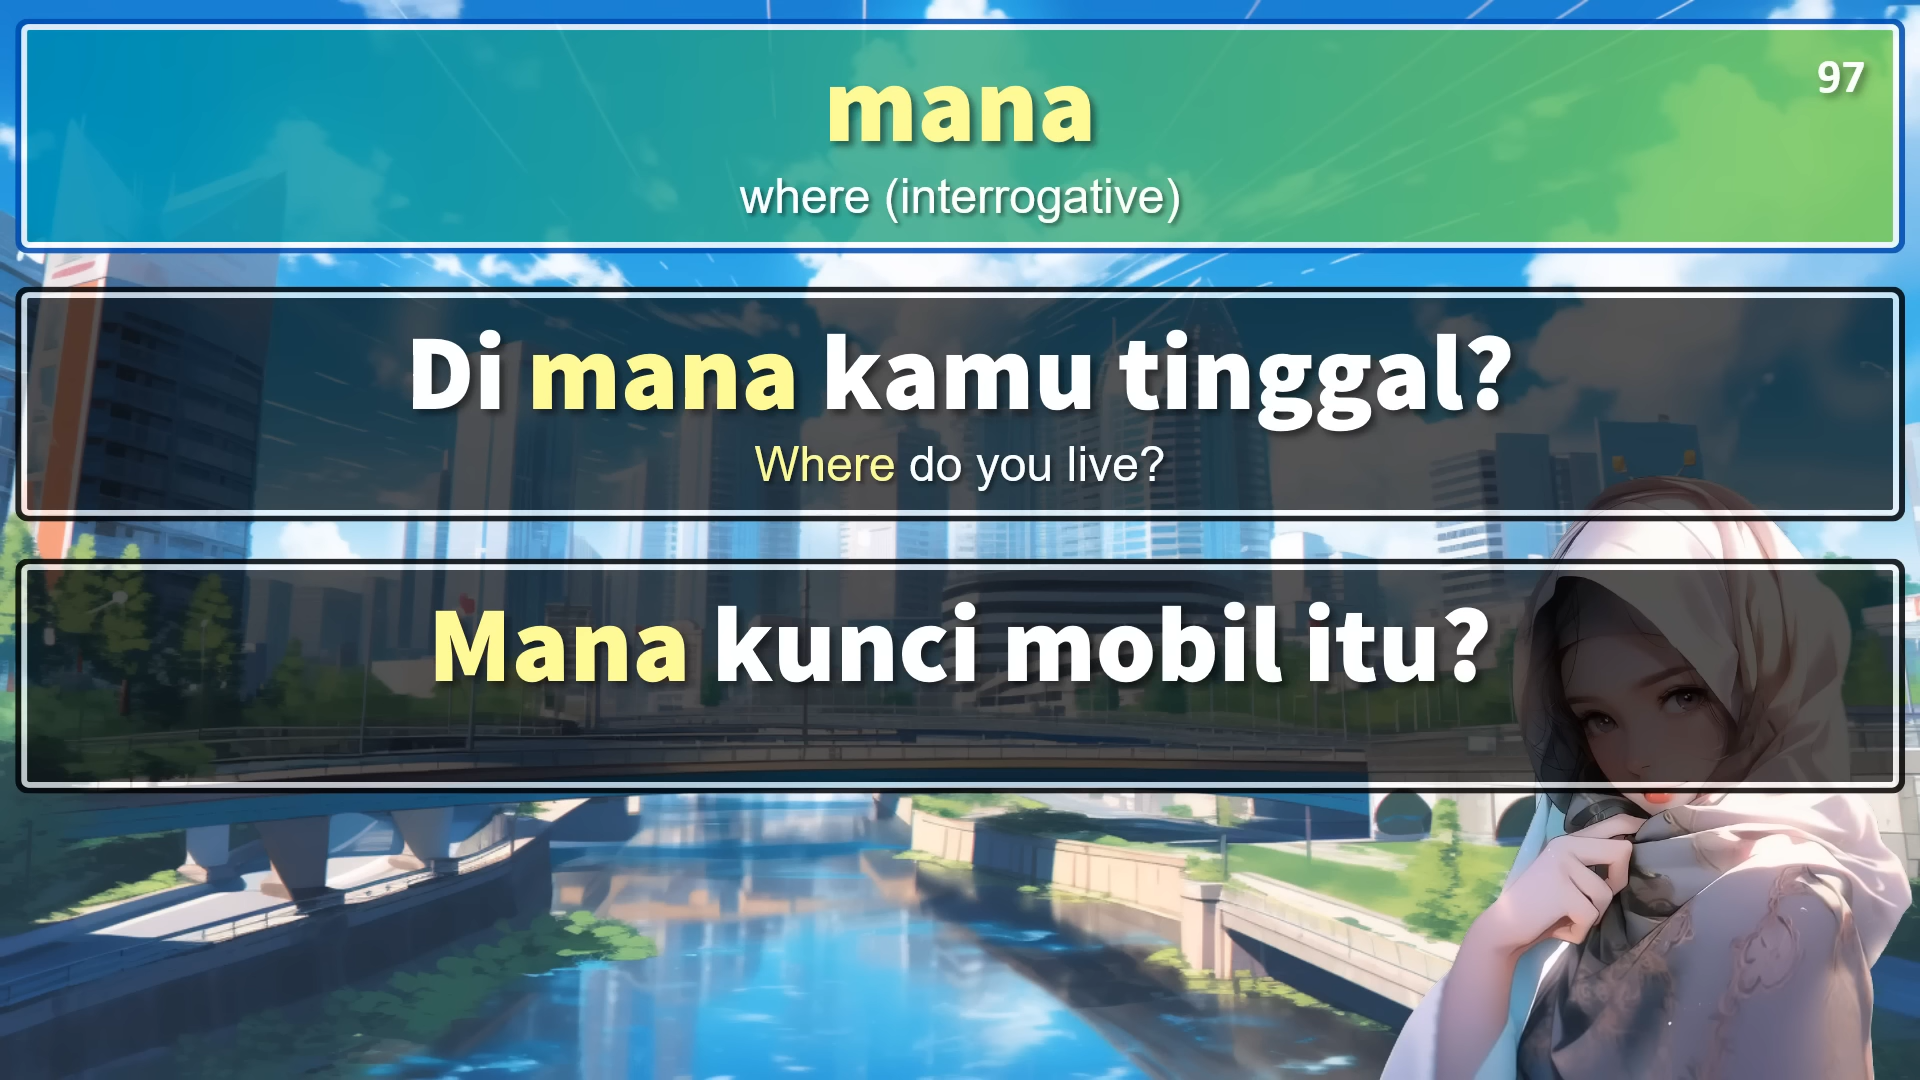 97
mana
where (interrogative)
Di mana kamu tinggal?
Where do you live?
Mana kunci mobil itu?